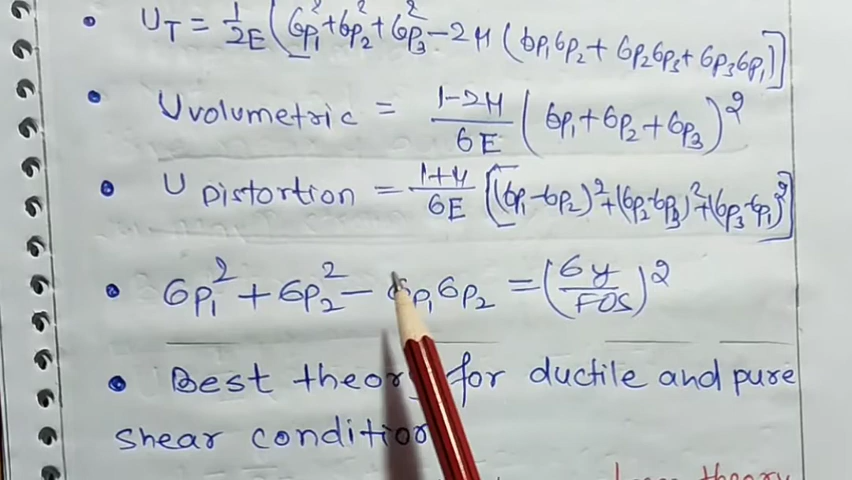 • U_T = 1/2E [σp₁² + σp₂² + σp₃² - 2μ (σp₁σp₂ + σp₂σp₃ + σp₃σp₁)]
• U volumetric = 1-2μ/6E (σp₁ + σp₂ + σp₃)²
• U Distortion = 1+μ/6E [(σp₁-σp₂)² + (σp₂-σp₃)² + (σp₃-σp₁)²]
• σp₁² + σp₂² - σp₁σp₂ = (σy/FOS)²
• Best theory for ductile and pure
shear condition
theory